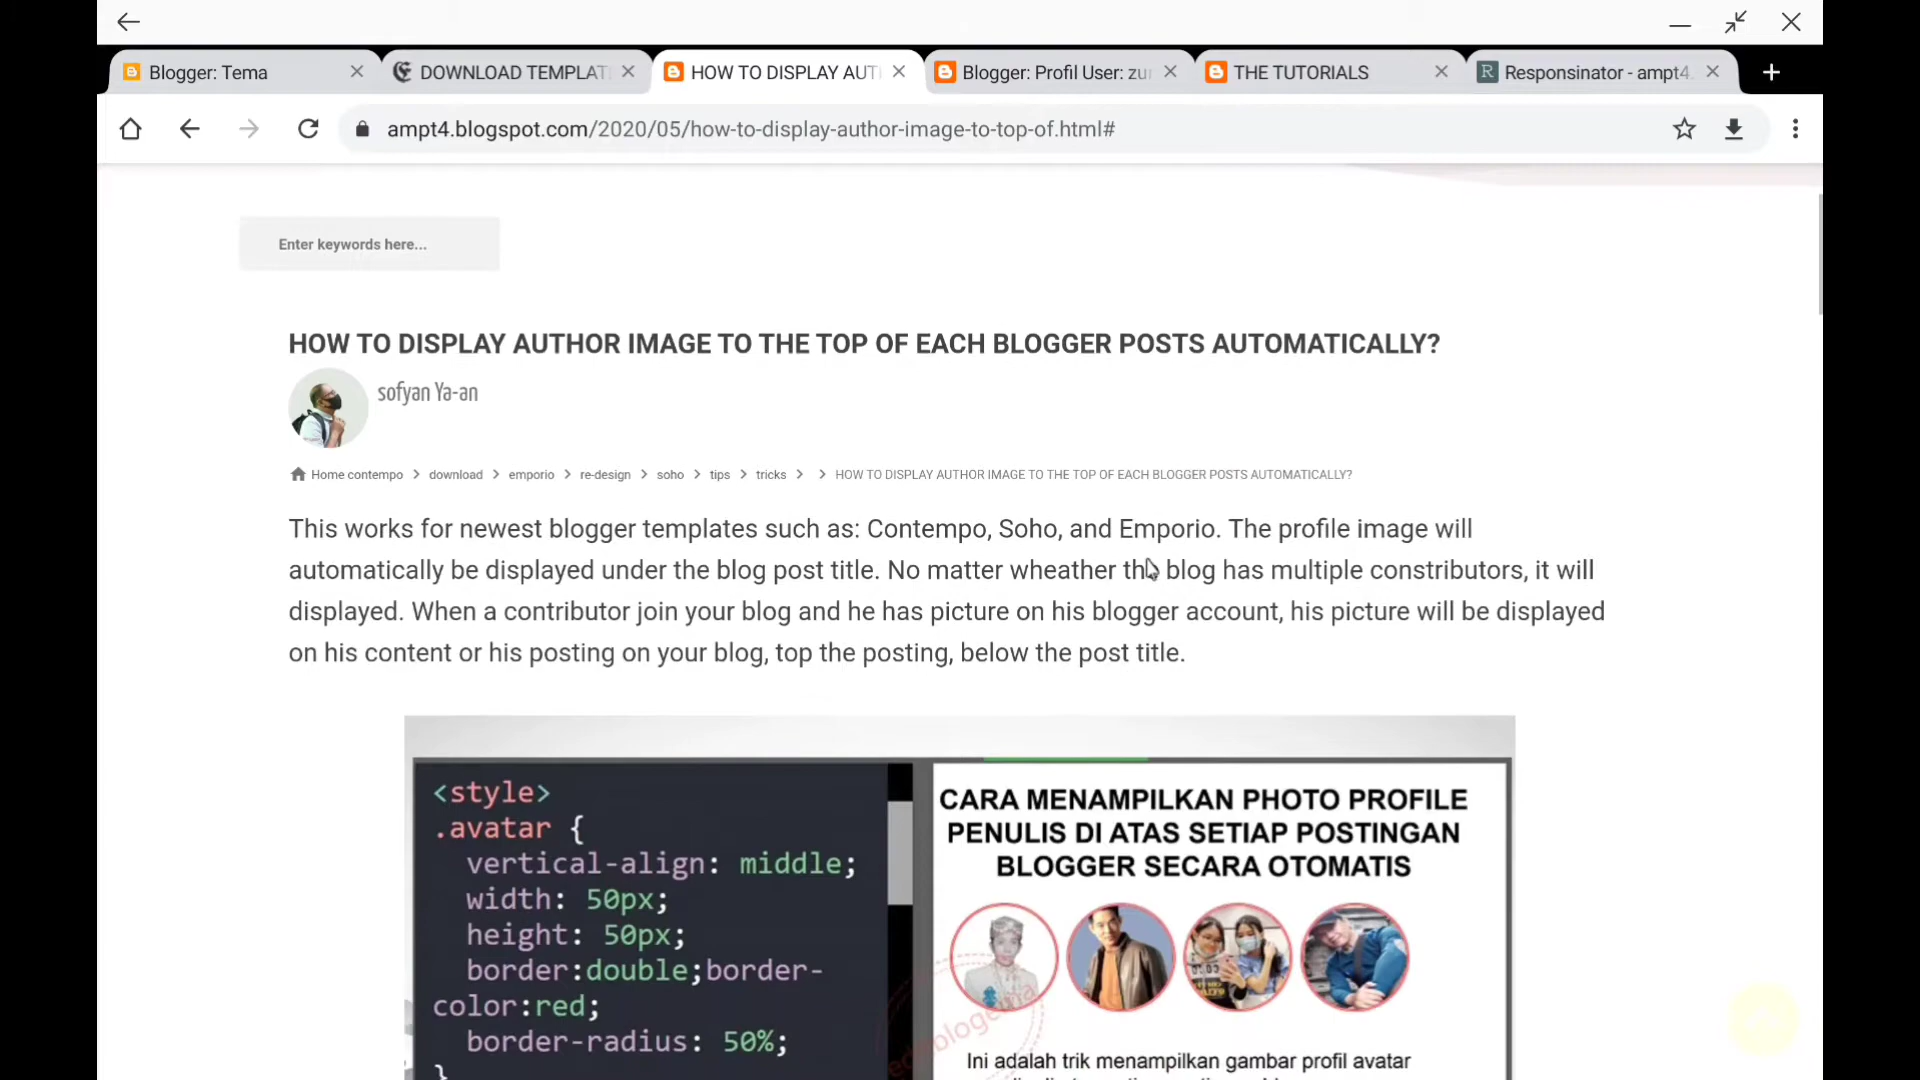 Blogger: Tema
DOWNLOAD TEMPLAT
HOW TO DISPLAY AUT
Blogger: Profil User: zu
THE TUTORIALS
Responsinator - ampt4.
ampt4.blogspot.com/2020/05/how-to-display-author-image-to-top-of.html#
Enter keywords here...
HOW TO DISPLAY AUTHOR IMAGE TO THE TOP OF EACH BLOGGER POSTS AUTOMATICALLY?
sofyan Ya-an
Home contempo > download > emporio > re-design > soho > tips > tricks > > HOW TO DISPLAY AUTHOR IMAGE TO THE TOP OF EACH BLOGGER POSTS AUTOMATICALLY?
This works for newest blogger templates such as: Contempo, Soho, and Emporio. The profile image will
automatically be displayed under the blog post title. No matter wheather the blog has multiple constributors, it will
displayed. When a contributor join your blog and he has picture on his blogger account, his picture will be displayed
on his content or his posting on your blog, top the posting, below the post title.
<style>
.avatar {
vertical-align: middle;
width: 50px;
height: 50px;
border:double;border-
color:red;
border-radius: 50%;
}
CARA MENAMPILKAN PHOTO PROFILE
PENULIS DI ATAS SETIAP POSTINGAN
BLOGGER SECARA OTOMATIS
Ini adalah trik menampilkan gambar profil avatar